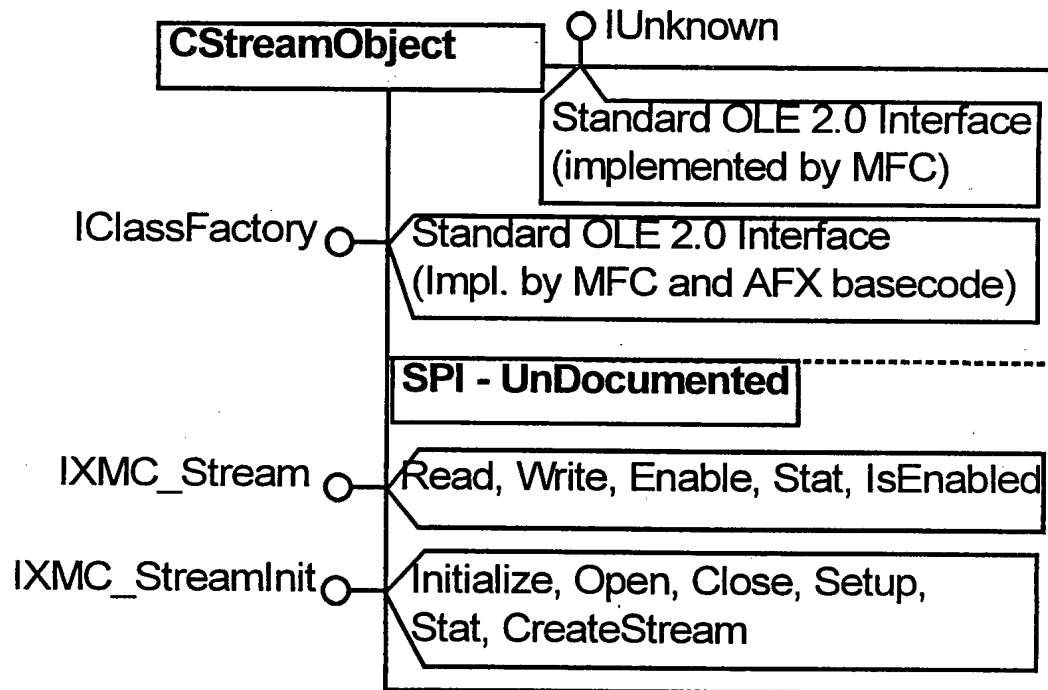 IUnknown
CStreamObject
Standard OLE 2.0 Interface
(implemented by MFC)
IClassFactory
Standard OLE 2.0 Interface
(Impl. by MFC and AFX basecode)
SPI - UnDocumented
IXMC_Stream
Read, Write, Enable, Stat, IsEnabled
IXMC_StreamInit
Initialize, Open, Close, Setup,
Stat, CreateStream